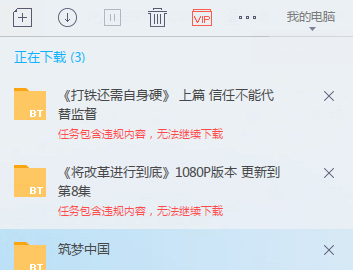 VIP
我的电脑
正在下载 (3)
《打铁还需自身硬》 上篇 信任不能代
替监督
BT
任务包含违规内容，无法继续下载
《将改革进行到底》1080P版本 更新到
第8集
BT
任务包含违规内容，无法继续下载
筑梦中国
BT